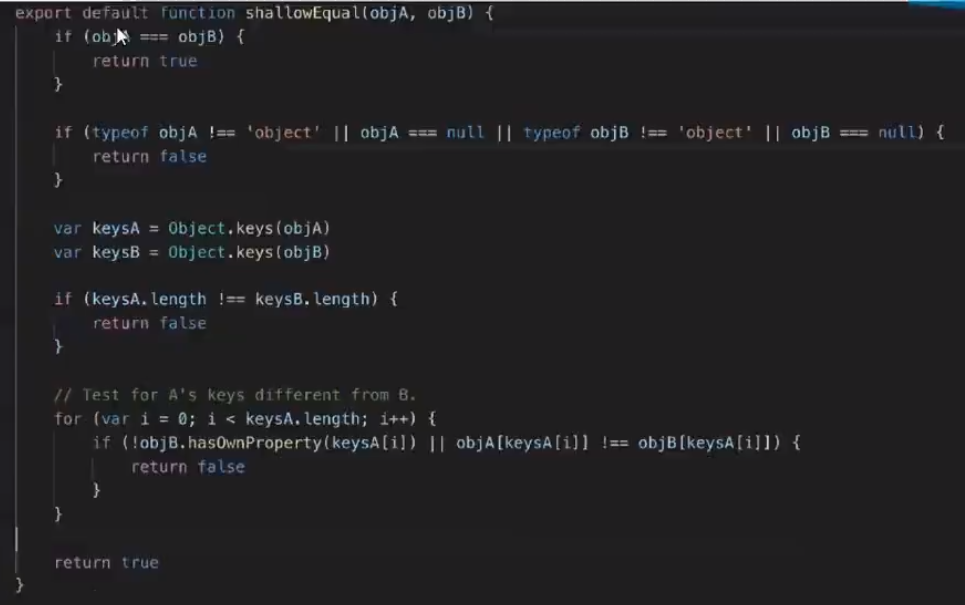 export default function shallowEqual(objA, objB) {
if (objA === objB) {
return true
}
if (typeof objA !== 'object' || objA === null || typeof objB !== 'object' || objB === null) {
return false
}
var keysA = Object.keys(objA)
var keysB = Object.keys(objB)
if (keysA.length !== keysB.length) {
return false
}
// Test for A's keys different from B.
for (var i = 0; i < keysA.length; i++) {
if (!objB.hasOwnProperty(keysA[i]) || objA[keysA[i]] !== objB[keysA[i]]) {
return false
}
}
return true
}